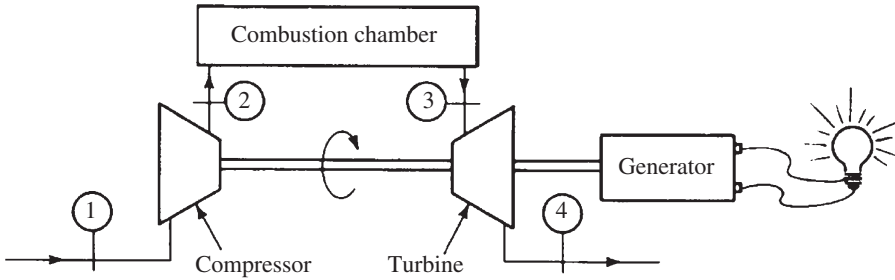 Combustion chamber
2
3
Generator
1
4
Compressor
Turbine